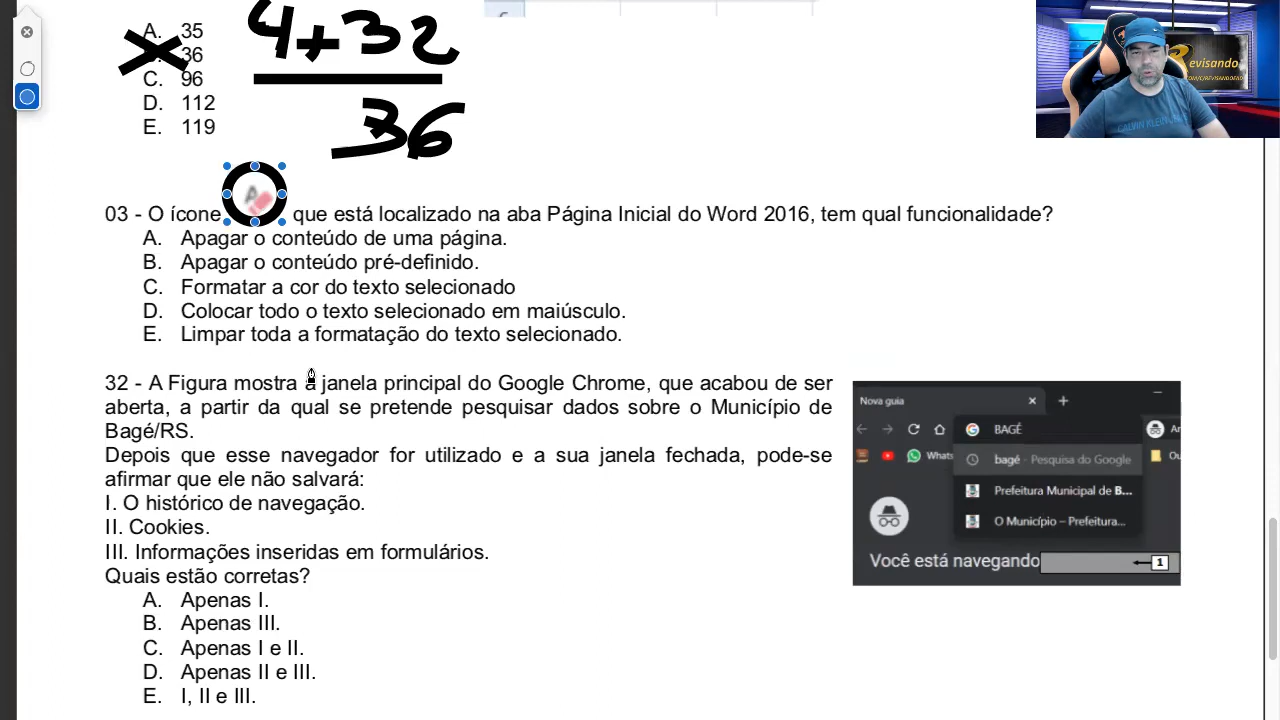 A. 35
36
C. 96
D. 112
E. 119
4+32
36
evisando
03 - O ícone que está localizado na aba Página Inicial do Word 2016, tem qual funcionalidade?
A. Apagar o conteúdo de uma página.
B. Apagar o conteúdo pré-definido.
C. Formatar a cor do texto selecionado
D. Colocar todo o texto selecionado em maiúsculo.
E. Limpar toda a formatação do texto selecionado.
32 - A Figura mostra a janela principal do Google Chrome, que acabou de ser
aberta, a partir da qual se pretende pesquisar dados sobre o Município de
Bagé/RS.
Depois que esse navegador for utilizado e a sua janela fechada, pode-se
afirmar que ele não salvará:
I. O histórico de navegação.
II. Cookies.
III. Informações inseridas em formulários.
Quais estão corretas?
A. Apenas I.
B. Apenas III.
C. Apenas I e II.
D. Apenas II e III.
E. I, II e III.
Nova guia
BAGÉ
Ar
Whats
bagé - Pesquisa do Google
Ou
Prefeitura Municipal de B...
O Município – Prefeitura...
Você está navegando
1